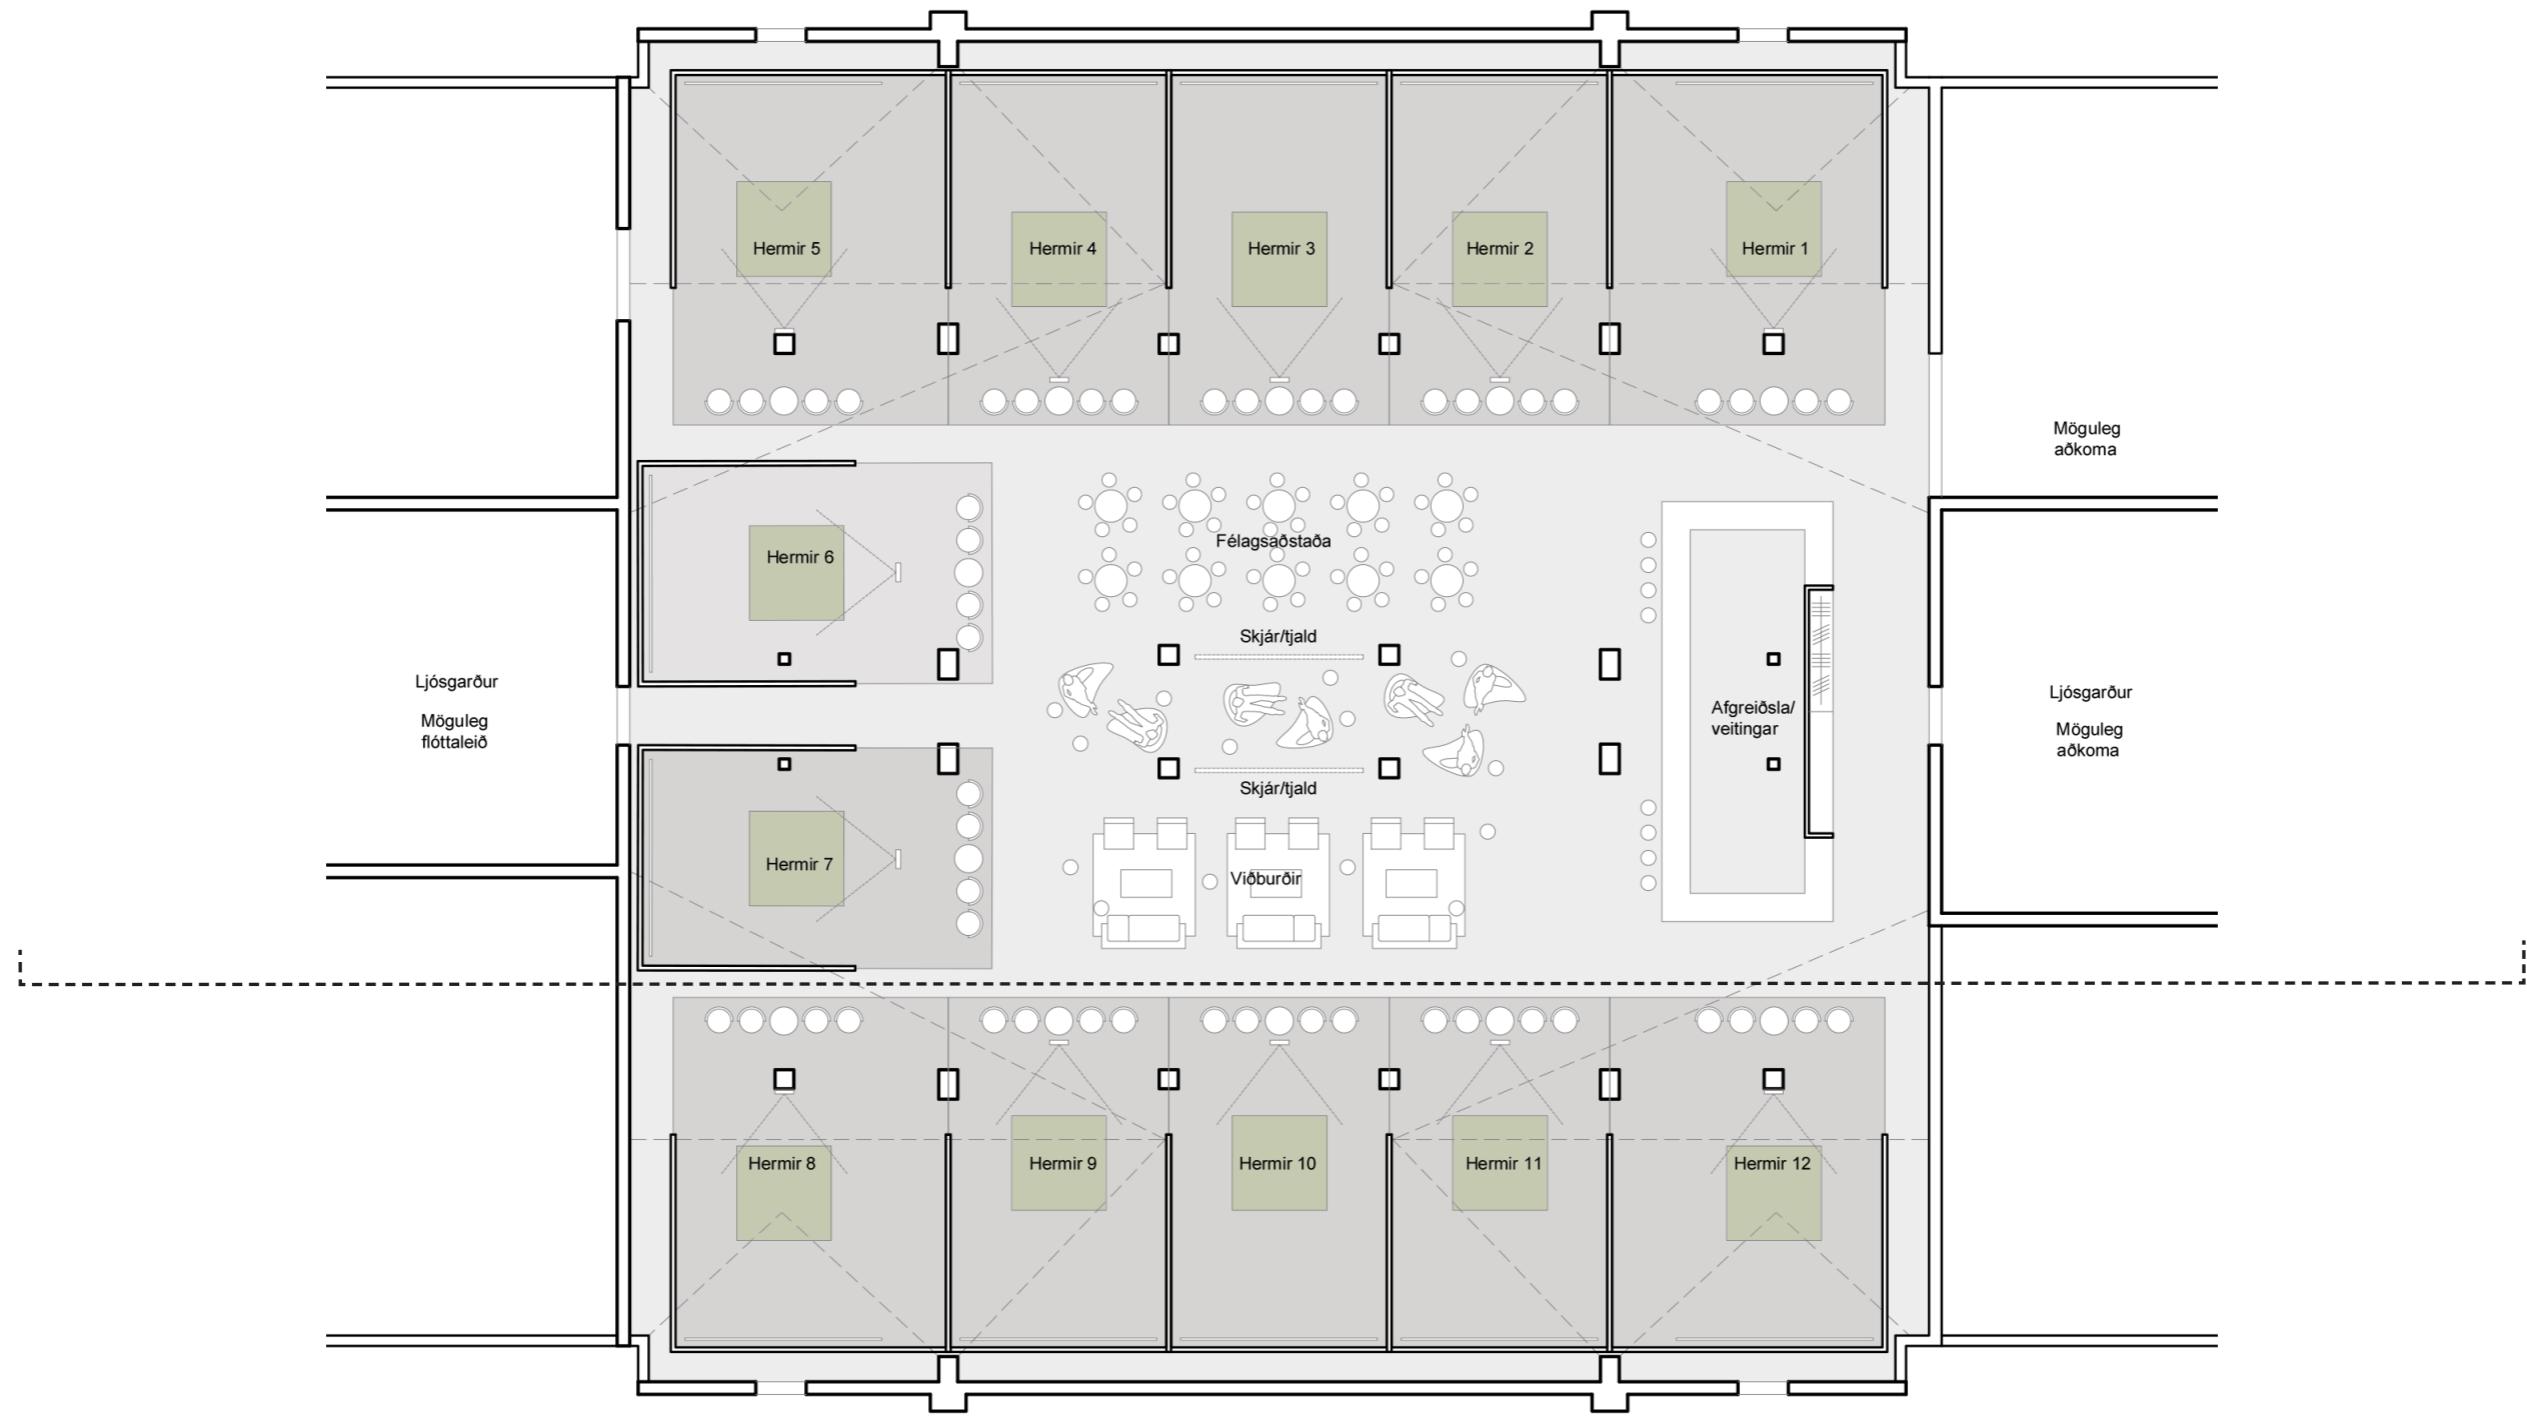 Hermir 5
Hermir 4
Hermir 3
Hermir 2
Hermir 1
Möguleg
aðkoma
Félagsaðstaða
Hermir 6
Skjár/tjald
Ljósgarður
Möguleg
flóttaleið
Afgreiðsla/
veitingar
Ljósgarður
Möguleg
aðkoma
Skjár/tjald
Hermir 7
Viðburðir
Hermir 8
Hermir 9
Hermir 10
Hermir 11
Hermir 12